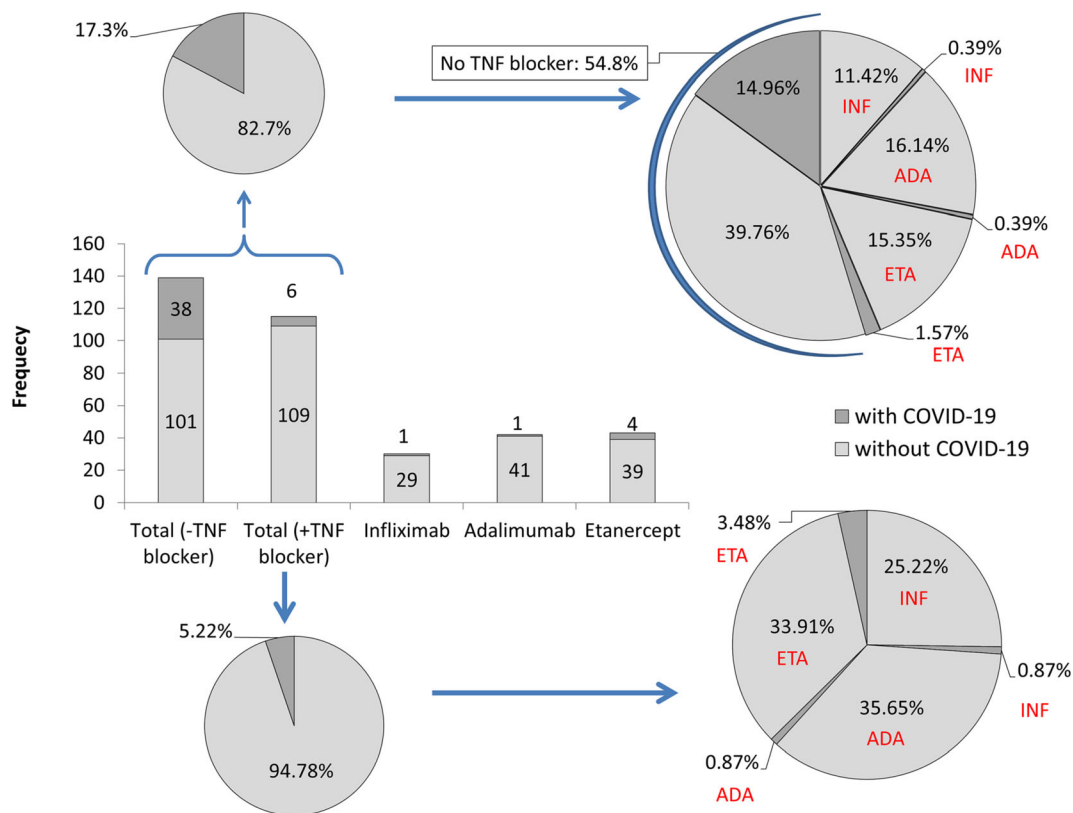 17.3%
82.7%
No TNF blocker: 54.8%
14.96%
11.42%
INF
0.39%
INF
16.14%
ADA
0.39%
ADA
15.35%
ETA
1.57%
ETA
39.76%
Frequecy
160
140
120
100
80
60
40
20
0
38
101
6
109
1
29
1
41
4
39
Total (-TNF
blocker)
Total (+TNF
blocker)
Infliximab
Adalimumab
Etanercept
with COVID-19
without COVID-19
5.22%
94.78%
3.48%
ETA
25.22%
INF
33.91%
ETA
0.87%
INF
35.65%
ADA
0.87%
ADA